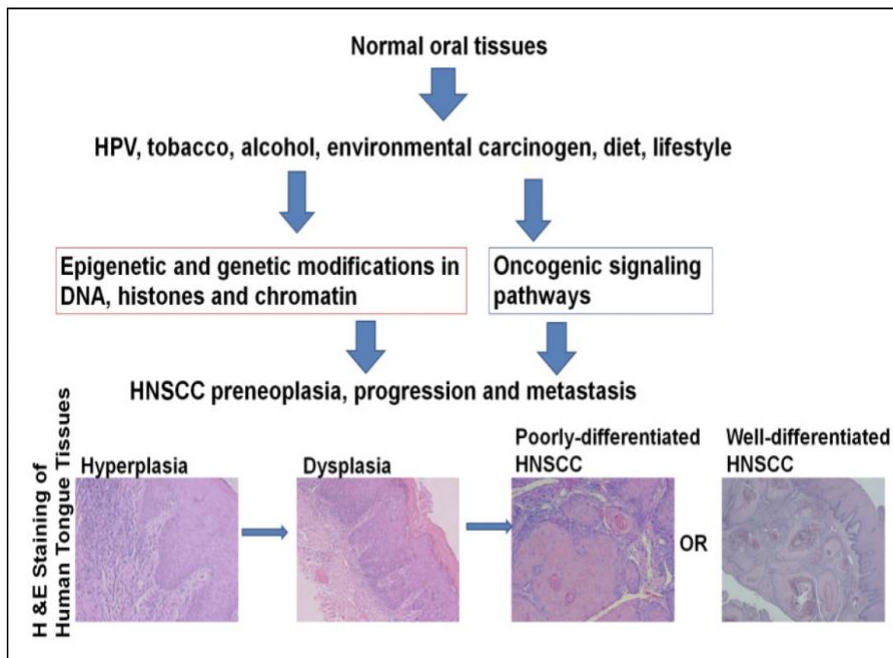 Normal oral tissues
HPV, tobacco, alcohol, environmental carcinogen, diet, lifestyle
Epigenetic and genetic modifications in
DNA, histones and chromatin
Oncogenic signaling
pathways
HNSCC preneoplasia, progression and metastasis
H &E Staining of
Human Tongue Tissues
Hyperplasia
Dysplasia
Poorly-differentiated
HNSCC
OR
Well-differentiated
HNSCC